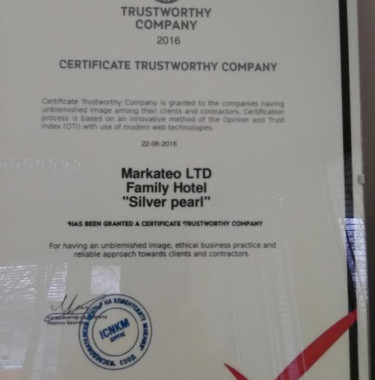 TRUSTWORTHY
COMPANY
2016
CERTIFICATE TRUSTWORTHY COMPANY
Certificate Trustworthy Company is granted to the companies having
unblemished image among their clients and contractors. Certification
process is based on an innovative method of the Opinion and Trust
Index (OTI) with use of modern web technologies.
22-06-2016
Markateo LTD
Family Hotel
"Silver pearl"
HAS BEEN GRANTED A CERTIFICATE "TRUSTWORTHY COMPANY
For having an unblemished image, ethical business practice and
reliable approach towards clients and contractors.
ICNKM